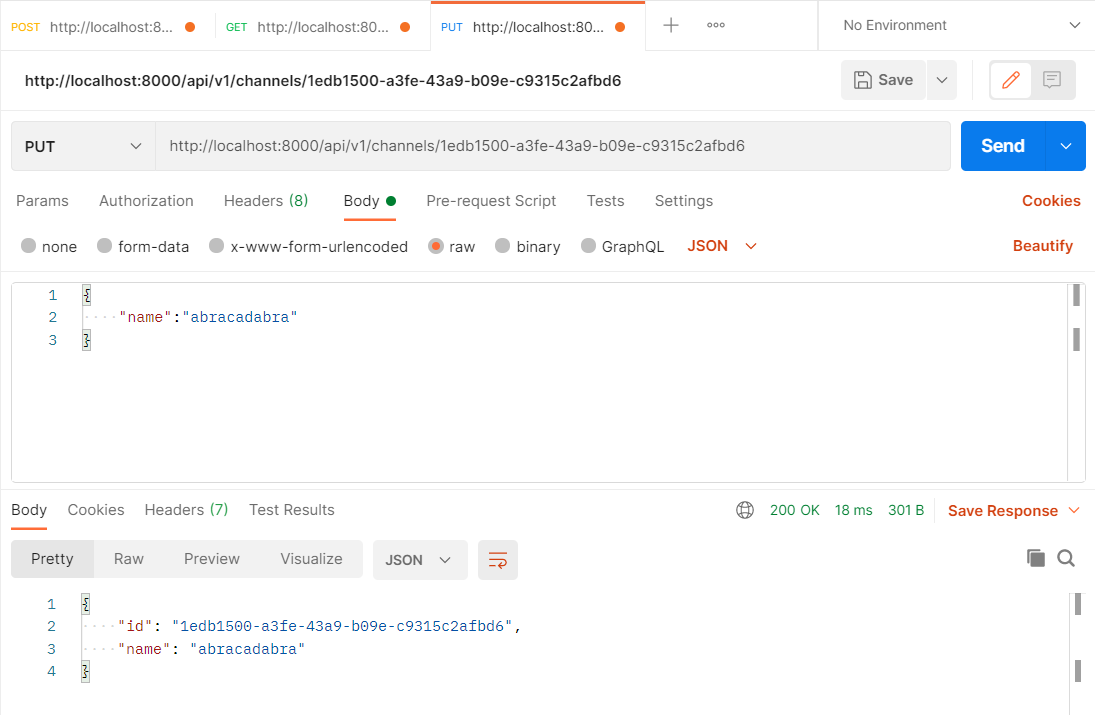 POST http://localhost:8... GET http://localhost:80... PUT http://localhost:80... No Environment
http://localhost:8000/api/v1/channels/1edb1500-a3fe-43a9-b09e-c9315c2afbd6 Save
PUT http://localhost:8000/api/v1/channels/1edb1500-a3fe-43a9-b09e-c9315c2afbd6 Send
Params Authorization Headers (8) Body Pre-request Script Tests Settings Cookies
none form-data x-www-form-urlencoded raw binary GraphQL JSON Beautify
1 {
2 "name":"abracadabra"
3 }
Body Cookies Headers (7) Test Results 200 OK 18 ms 301 B Save Response
Pretty Raw Preview Visualize JSON
1 {
2 "id": "1edb1500-a3fe-43a9-b09e-c9315c2afbd6",
3 "name": "abracadabra"
4 }